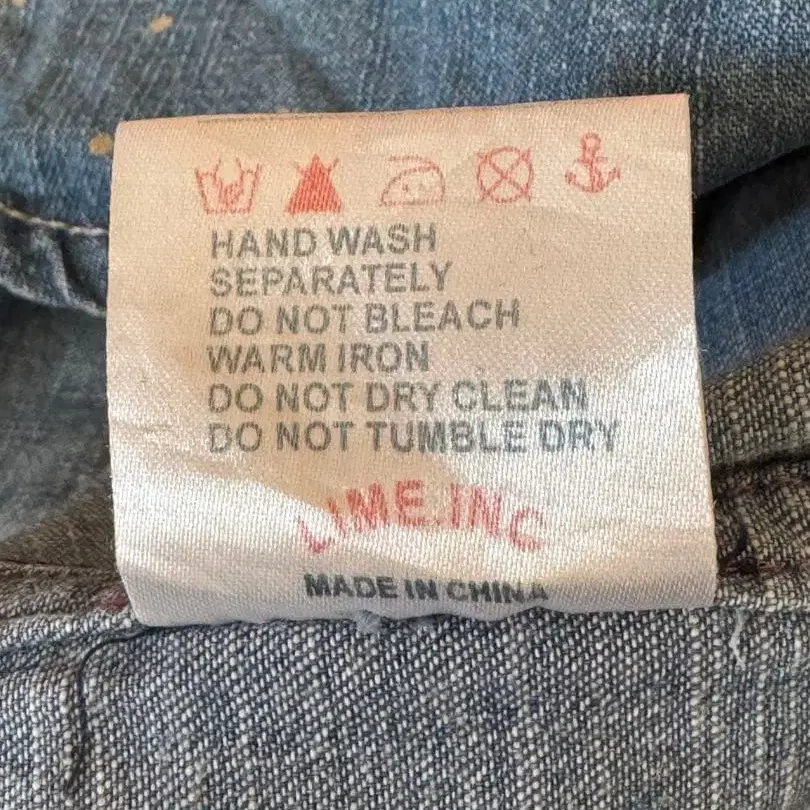 HAND WASH
SEPARATELY
DO NOT BLEACH
WARM IRON
DO NOT DRY CLEAN
DO NOT TUMBLE DRY
LIME.INC
MADE IN CHINA